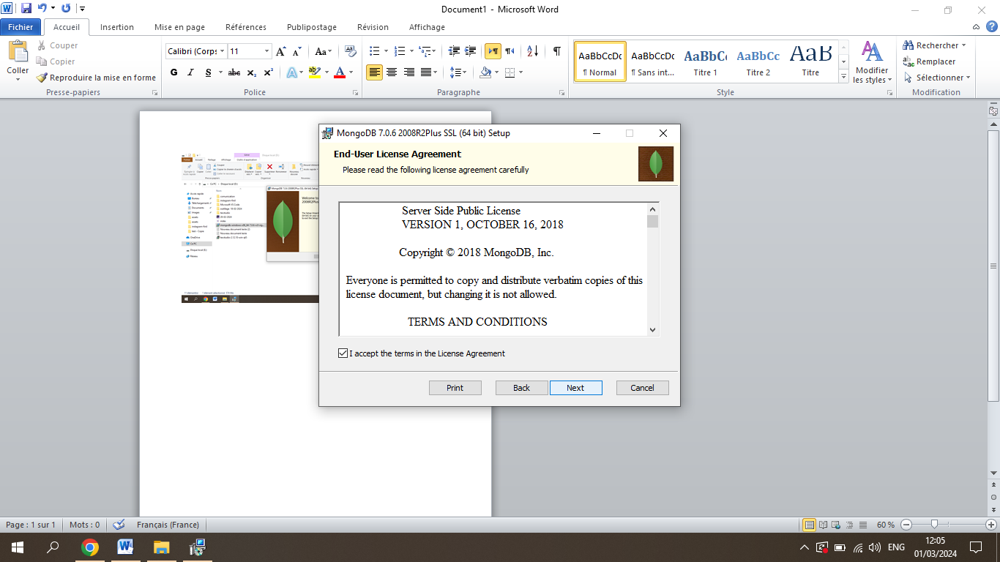 Document1 - Microsoft Word
Fichier Accueil Insertion Mise en page Références Publipostage Révision Affichage
Coller
Couper
Copier
Reproduire la mise en forme
Presse-papiers
Calibri (Corps 11
Police
Paragraphe
AaBbCcDc AaBbCcDc AaBbCc AaBbCc AaB
¶ Normal ¶ Sans int... Titre 1 Titre 2 Titre
Modifier
les styles
Style
Rechercher
Remplacer
Sélectionner
Modification
MongoDB 7.0.6 2008R2Plus SSL (64 bit) Setup
End-User License Agreement
Please read the following license agreement carefully
Server Side Public License
VERSION 1, OCTOBER 16, 2018
Copyright © 2018 MongoDB, Inc.
Everyone is permitted to copy and distribute verbatim copies of this
license document, but changing it is not allowed.
TERMS AND CONDITIONS
I accept the terms in the License Agreement
Print Back Next Cancel
Page : 1 sur 1 Mots : 0 Français (France) 60 %
ENG
12:05
01/03/2024